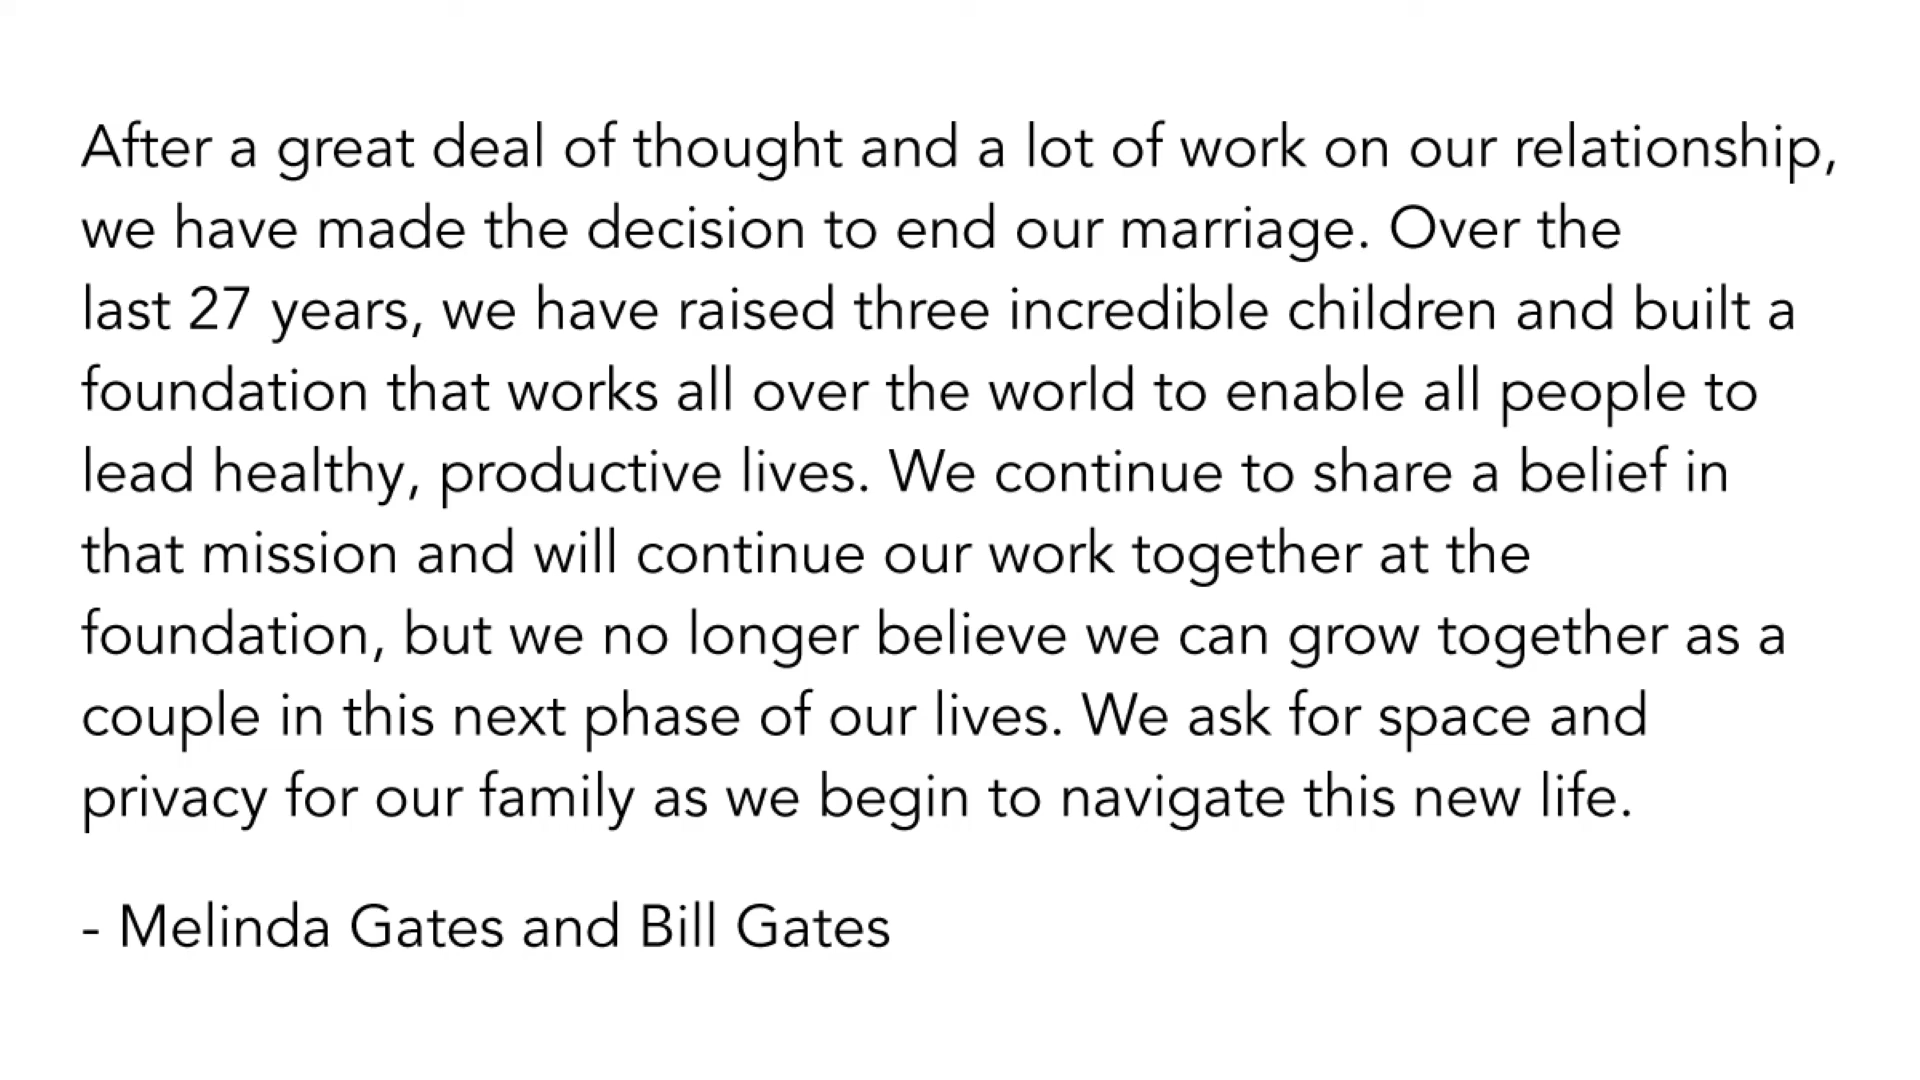 After a great deal of thought and a lot of work on our relationship,
we have made the decision to end our marriage. Over the
last 27 years, we have raised three incredible children and built a
foundation that works all over the world to enable all people to
lead healthy, productive lives. We continue to share a belief in
that mission and will continue our work together at the
foundation, but we no longer believe we can grow together as a
couple in this next phase of our lives. We ask for space and
privacy for our family as we begin to navigate this new life.
- Melinda Gates and Bill Gates